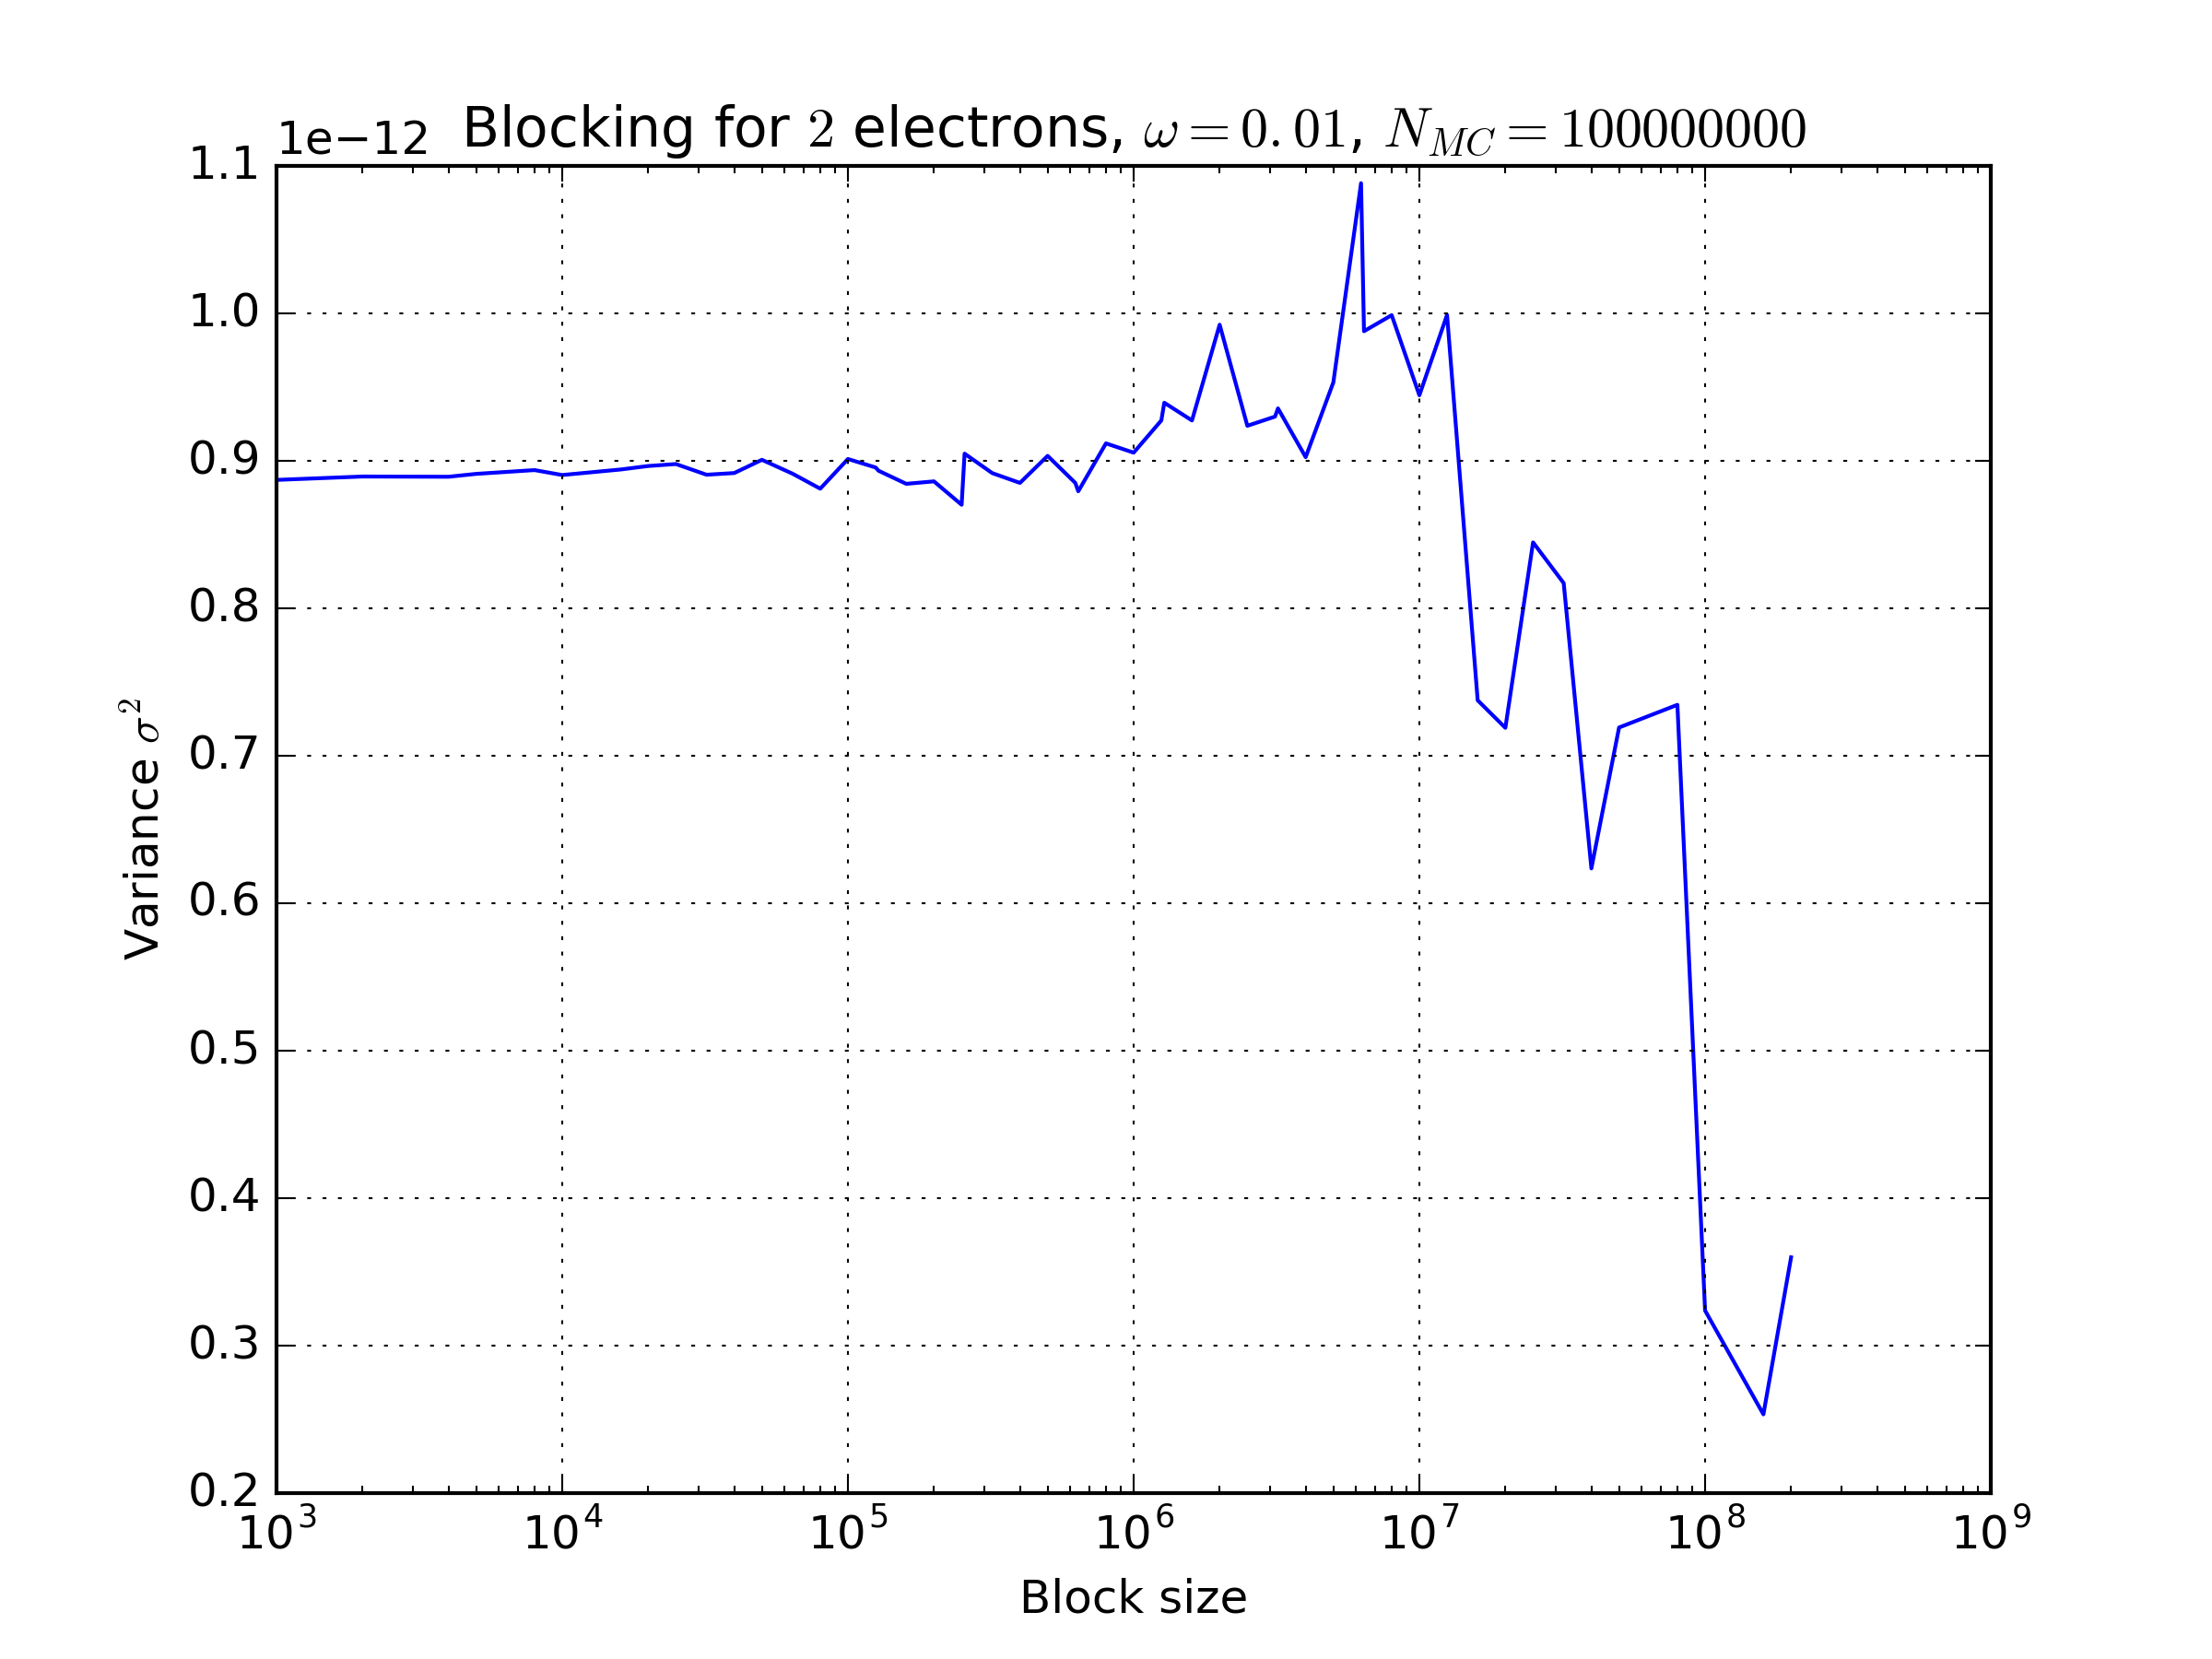 1e−12 Blocking for 2 electrons, ω = 0.01, N_{MC} = 100000000
1.1
1.0
0.9
0.8
0.7
0.6
0.5
0.4
0.3
0.2
Variance σ²
10³ 10⁴ 10⁵ 10⁶ 10⁷ 10⁸ 10⁹
Block size